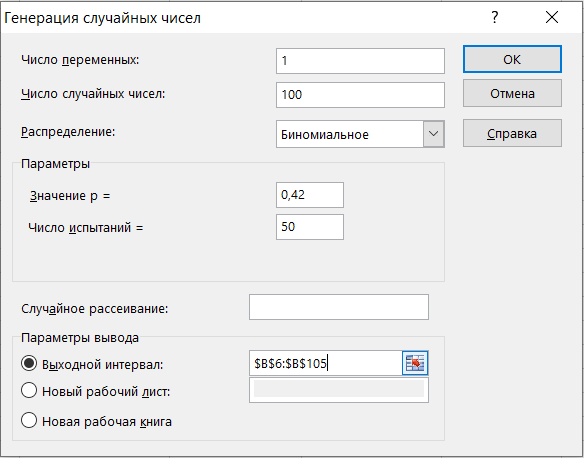 Генерация случайных чисел ? ×
Число переменных: 1 ОК
Число случайных чисел: 100 Отмена
Распределение: Биномиальное Справка
Параметры
Значение p = 0,42
Число испытаний = 50
Случайное рассеивание:
Параметры вывода
Выходной интервал: $B$6:$B$105
Новый рабочий лист:
Новая рабочая книга